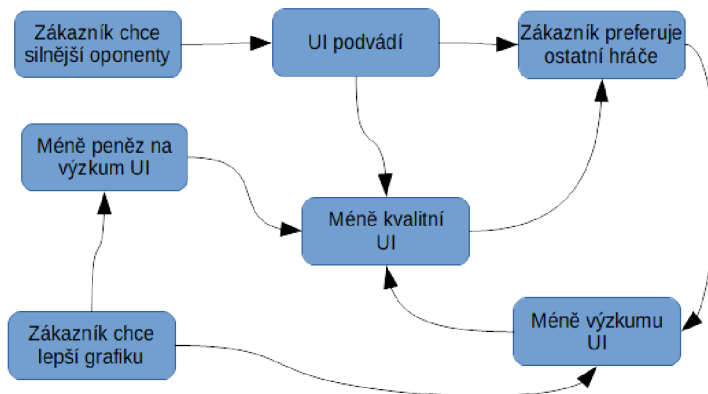 Zákazník chce
silnější oponenty
UI podvádí
Zákazník preferuje
ostatní hráče
Méně peněz na
výzkum UI
Méně kvalitní
UI
Zákazník chce
lepší grafiku
Méně výzkumu
UI